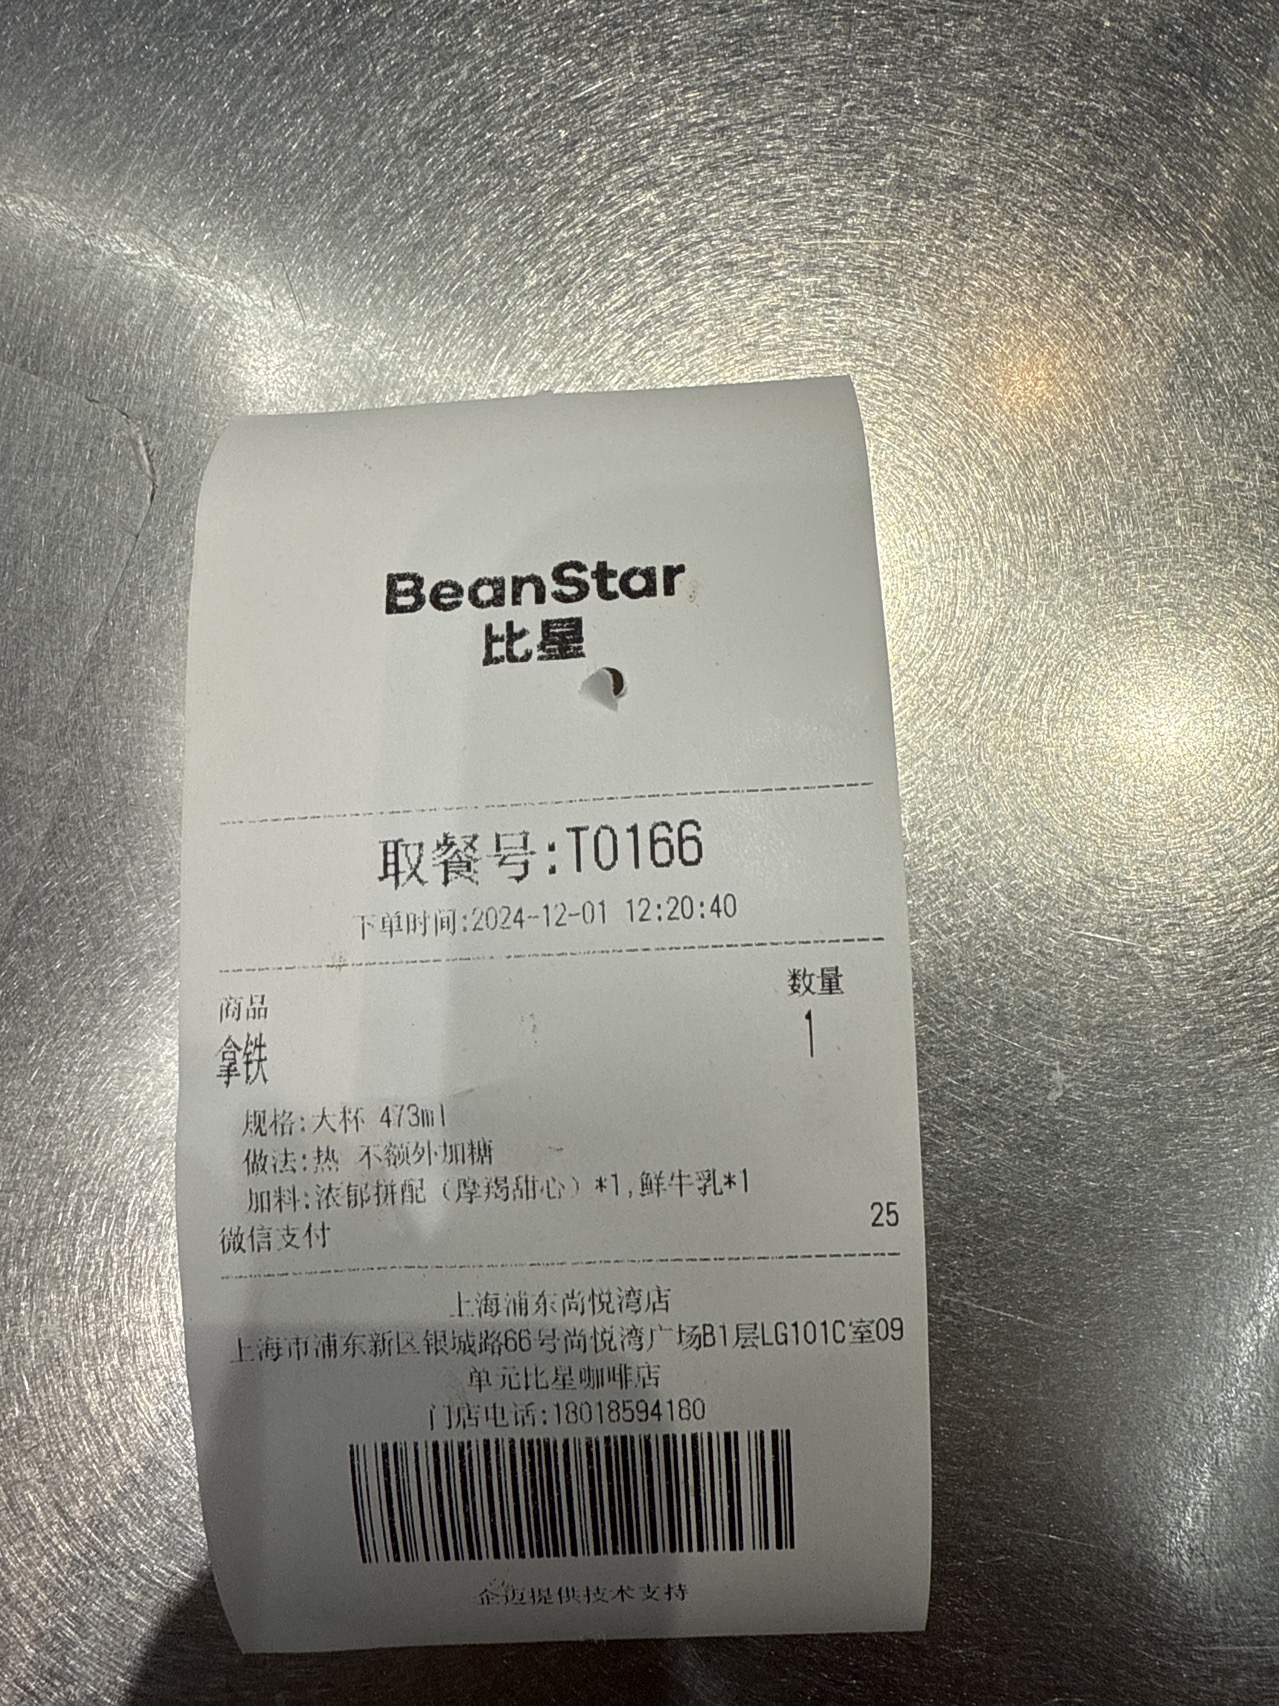 BeanStar
比星
取餐号:T0166
下单时间:2024-12-01 12:20:40
商品 数量
拿铁 1
规格:大杯 473ml
做法:热 不额外加糖
加料:浓郁拼配（摩羯甜心）*1,鲜牛乳*1
微信支付 25
上海浦东尚悦湾店
上海市浦东新区银城路66号尚悦湾广场B1层LG101C室09
单元比星咖啡店
门店电话:18018594180
企迈提供技术支持